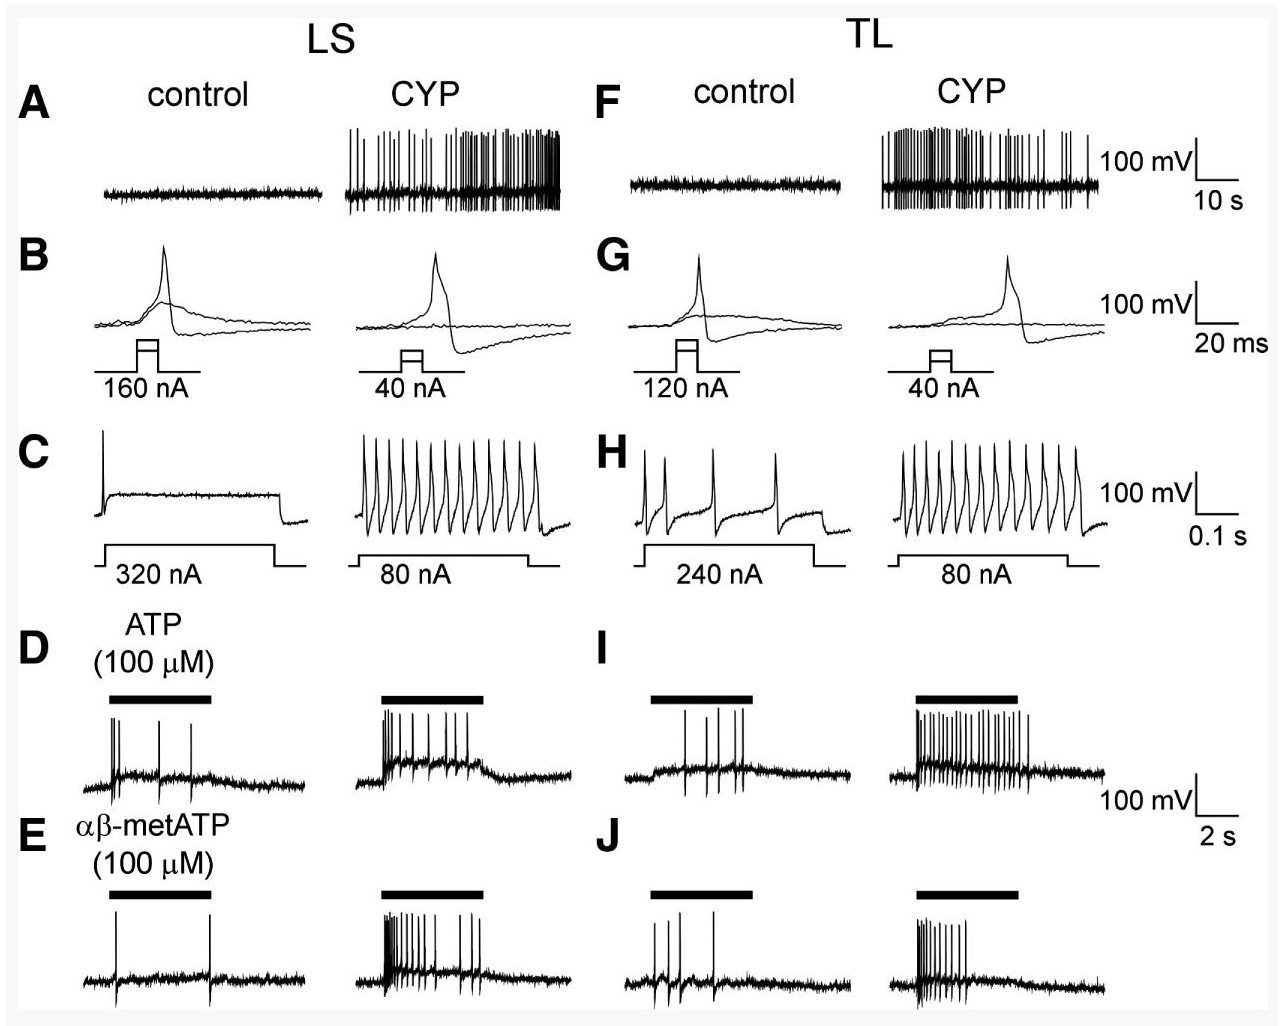 LS
TL
A
control
CYP
F
control
CYP
100 mV
10 s
B
G
100 mV
20 ms
160 nA
40 nA
120 nA
40 nA
C
H
100 mV
0.1 s
320 nA
80 nA
240 nA
80 nA
ATP
D
(100 μM)
I
100 mV
2 s
E
αβ-metATP
(100 μM)
J